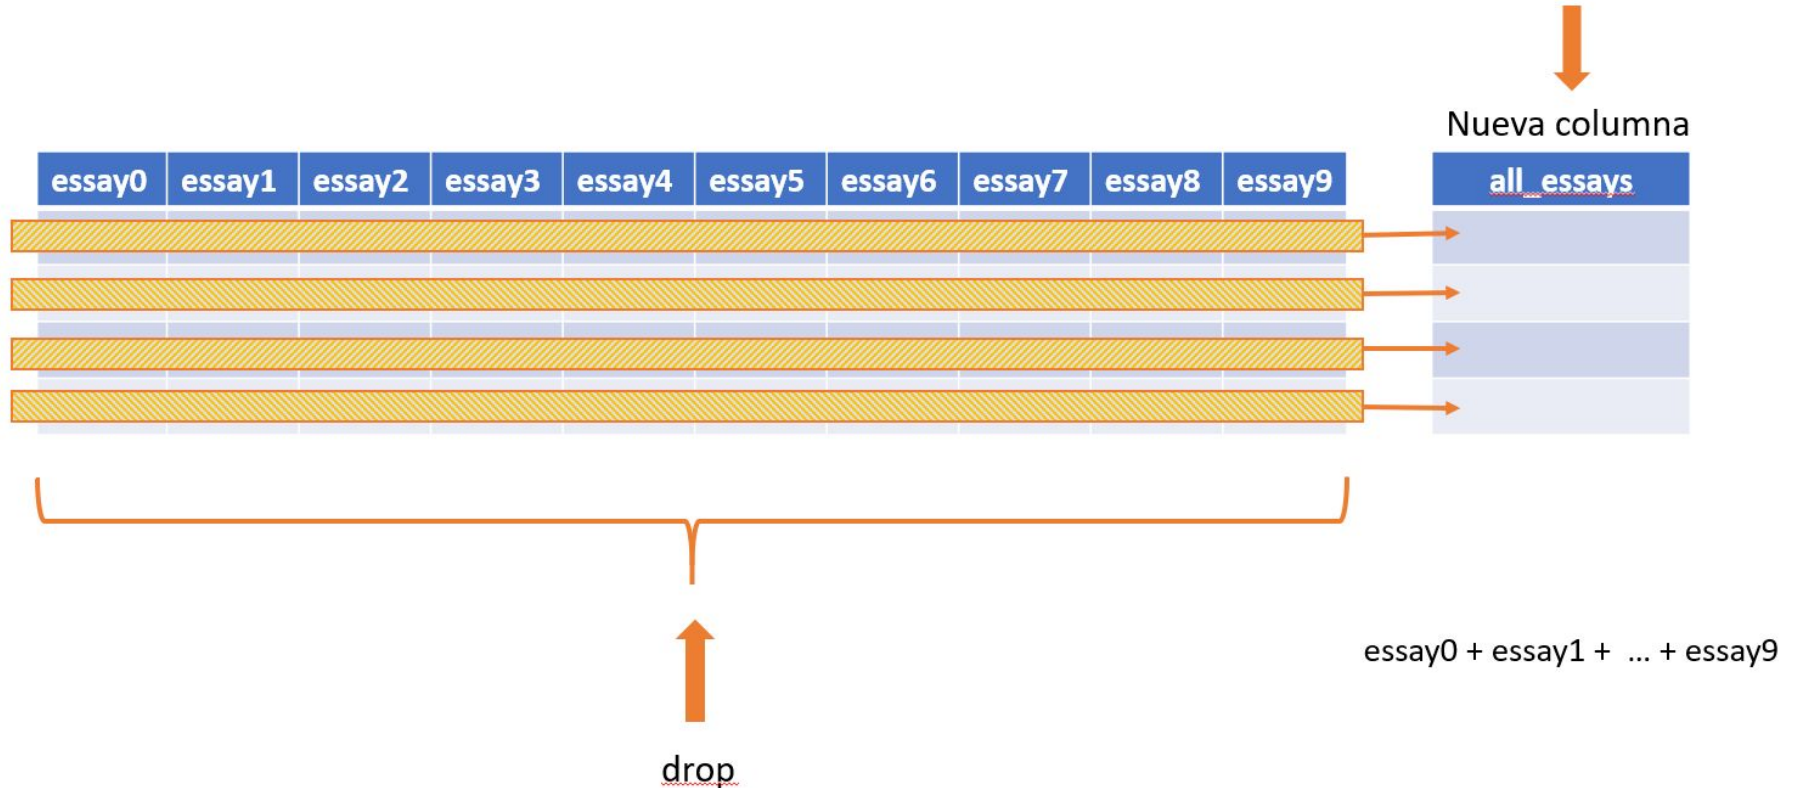 Nueva columna
essay0 essay1 essay2 essay3 essay4 essay5 essay6 essay7 essay8 essay9 all_essays
essay0 + essay1 + ... + essay9
drop